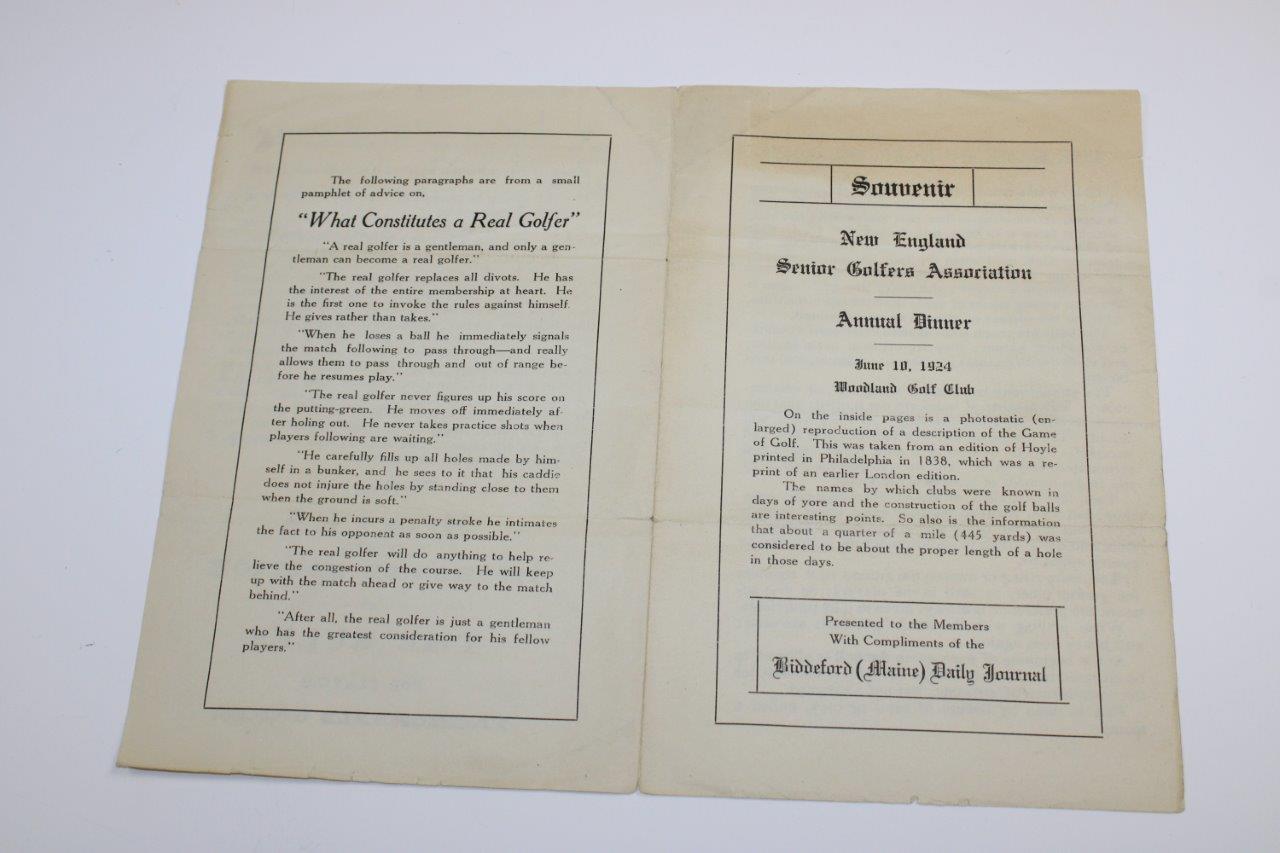 The following paragraphs are from a small
pamphlet of advice on,
"What Constitutes a Real Golfer"
"A real golfer is a gentleman, and only a gen-
tleman can become a real golfer."
"The real golfer replaces all divots. He has
the interest of the entire membership at heart. He
is the first one to invoke the rules against himself.
He gives rather than takes."
"When he loses a ball he immediately signals
the match following to pass through—and really
allows them to pass through and out of range be-
fore he resumes play."
"The real golfer never figures up his score on
the putting-green. He moves off immediately af-
ter holing out. He never takes practice shots when
players following are waiting."
"He carefully fills up all holes made by him-
self in a bunker, and he sees to it that his caddie
does not injure the holes by standing close to them
when the ground is soft."
"When he incurs a penalty stroke he intimates
the fact to his opponent as soon as possible."
"The real golfer will do anything to help re-
lieve the congestion of the course. He will keep
up with the match ahead or give way to the match
behind."
"After all, the real golfer is just a gentleman
who has the greatest consideration for his fellow
players."
Souvenir
New England
Senior Golfers Association
Annual Dinner
June 10, 1924
Woodland Golf Club
On the inside pages is a photostatic (en-
larged) reproduction of a description of the Game
of Golf. This was taken from an edition of Hoyle
printed in Philadelphia in 1838, which was a re-
print of an earlier London edition.
The names by which clubs were known in
days of yore and the construction of the golf balls
are interesting points. So also is the information
that about a quarter of a mile (445 yards) was
considered to be about the proper length of a hole
in those days.
Presented to the Members
With Compliments of the
Biddeford (Maine) Daily Journal